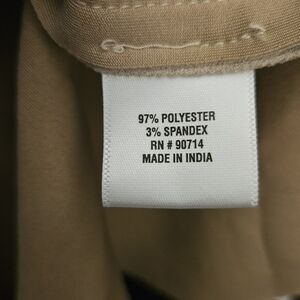 97% POLYESTER
3% SPANDEX
RN # 90714
MADE IN INDIA